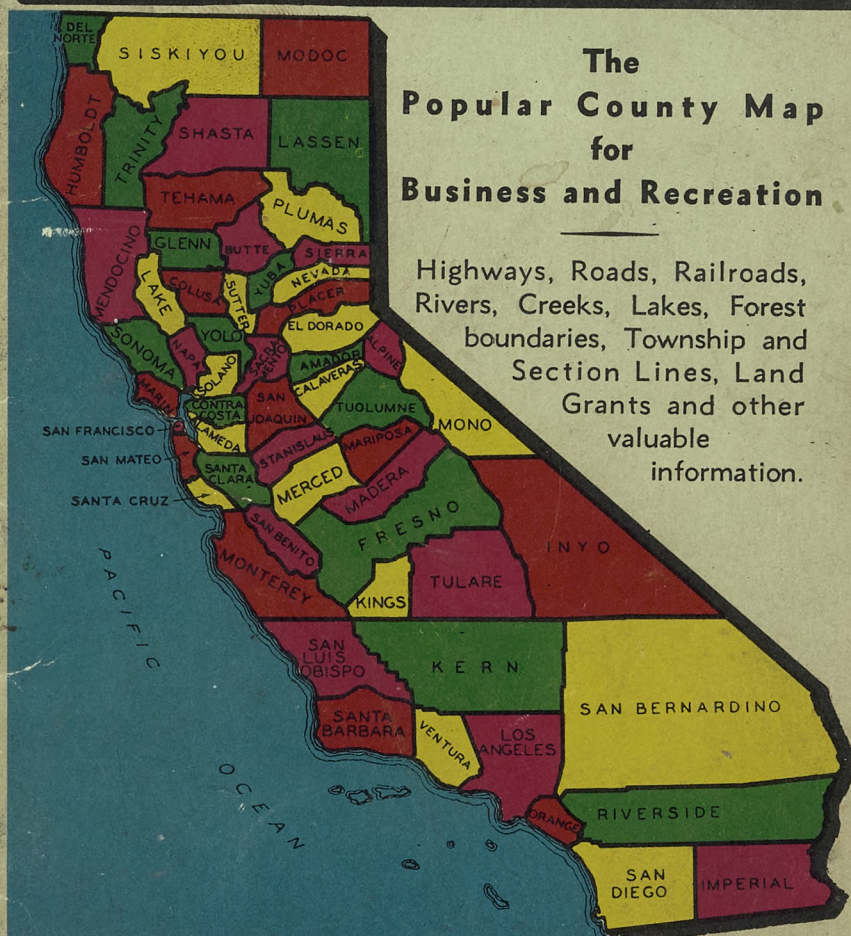 The
Popular County Map
for
Business and Recreation
Highways, Roads, Railroads,
Rivers, Creeks, Lakes, Forest
boundaries, Township and
Section Lines, Land
Grants and other
valuable
information.
DEL
NORTE
SISKIYOU
MODOC
HUMBOLDT
TRINITY
SHASTA
LASSEN
TEHAMA
PLUMAS
MENDOCINO
GLENN
BUTTE
SIERRA
LAKE
COLUSA
SUTTER
YUBA
NEVADA
PLACER
SONOMA
NAPA
YOLO
EL DORADO
SOLANO
SACRA
MENTO
AMADOR
ALPINE
CALAVERAS
MARIN
CONTRA
COSTA
SAN
JOAQUIN
TUOLUMNE
MONO
SAN FRANCISCO
ALAMEDA
STANISLAUS
MARIPOSA
SAN MATEO
SANTA
CLARA
MERCED
MADERA
SANTA CRUZ
SAN BENITO
FRESNO
INYO
MONTEREY
KINGS
TULARE
PACIFIC
SAN
LUIS
OBISPO
KERN
SAN BERNARDINO
SANTA
BARBARA
VENTURA
LOS
ANGELES
OCEAN
ORANGE
RIVERSIDE
SAN
DIEGO
IMPERIAL